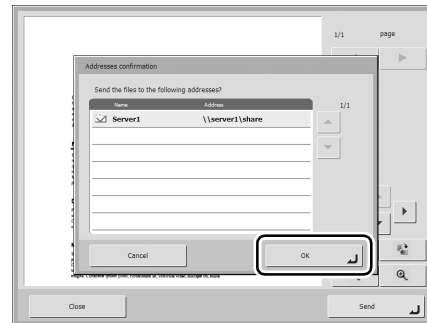 1/1 page
Addresses confirmation
Send the files to the following addresses?
Name Address 1/1
Server1 \\server1\share
Cancel OK
Close Send